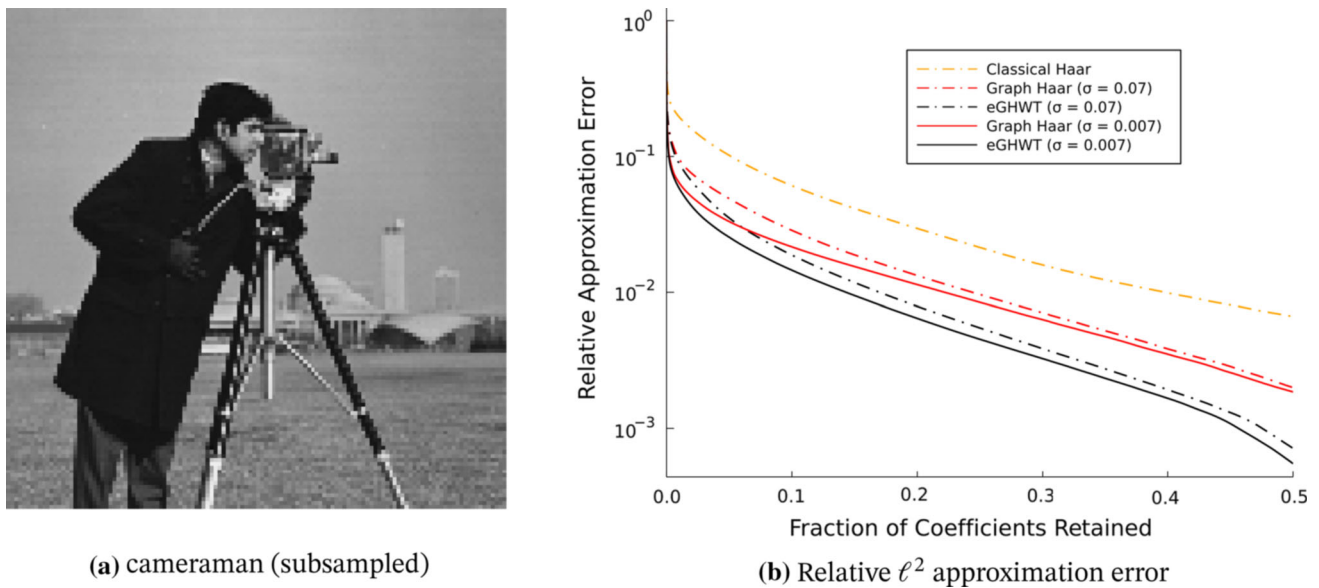 10⁰
10⁻¹
10⁻²
10⁻³
Relative Approximation Error
Classical Haar
Graph Haar (σ = 0.07)
eGHWT (σ = 0.07)
Graph Haar (σ = 0.007)
eGHWT (σ = 0.007)
0.0 0.1 0.2 0.3 0.4 0.5
Fraction of Coefficients Retained
(a) cameraman (subsampled)
(b) Relative ℓ² approximation error